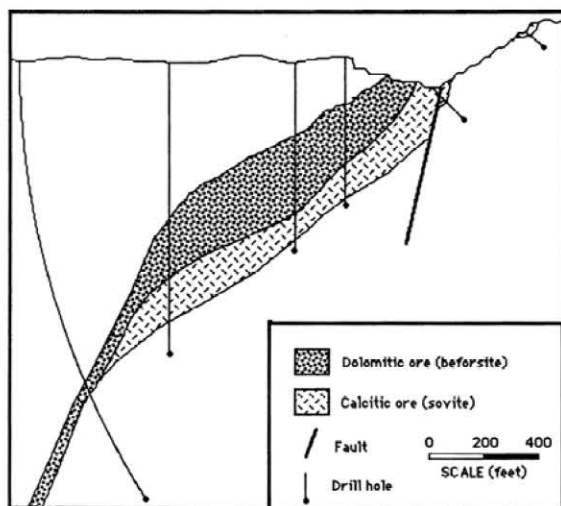 Dolomitic ore (beforsite)
Calcitic ore (sovite)
Fault
0 200 400
SCALE (feet)
Drill hole